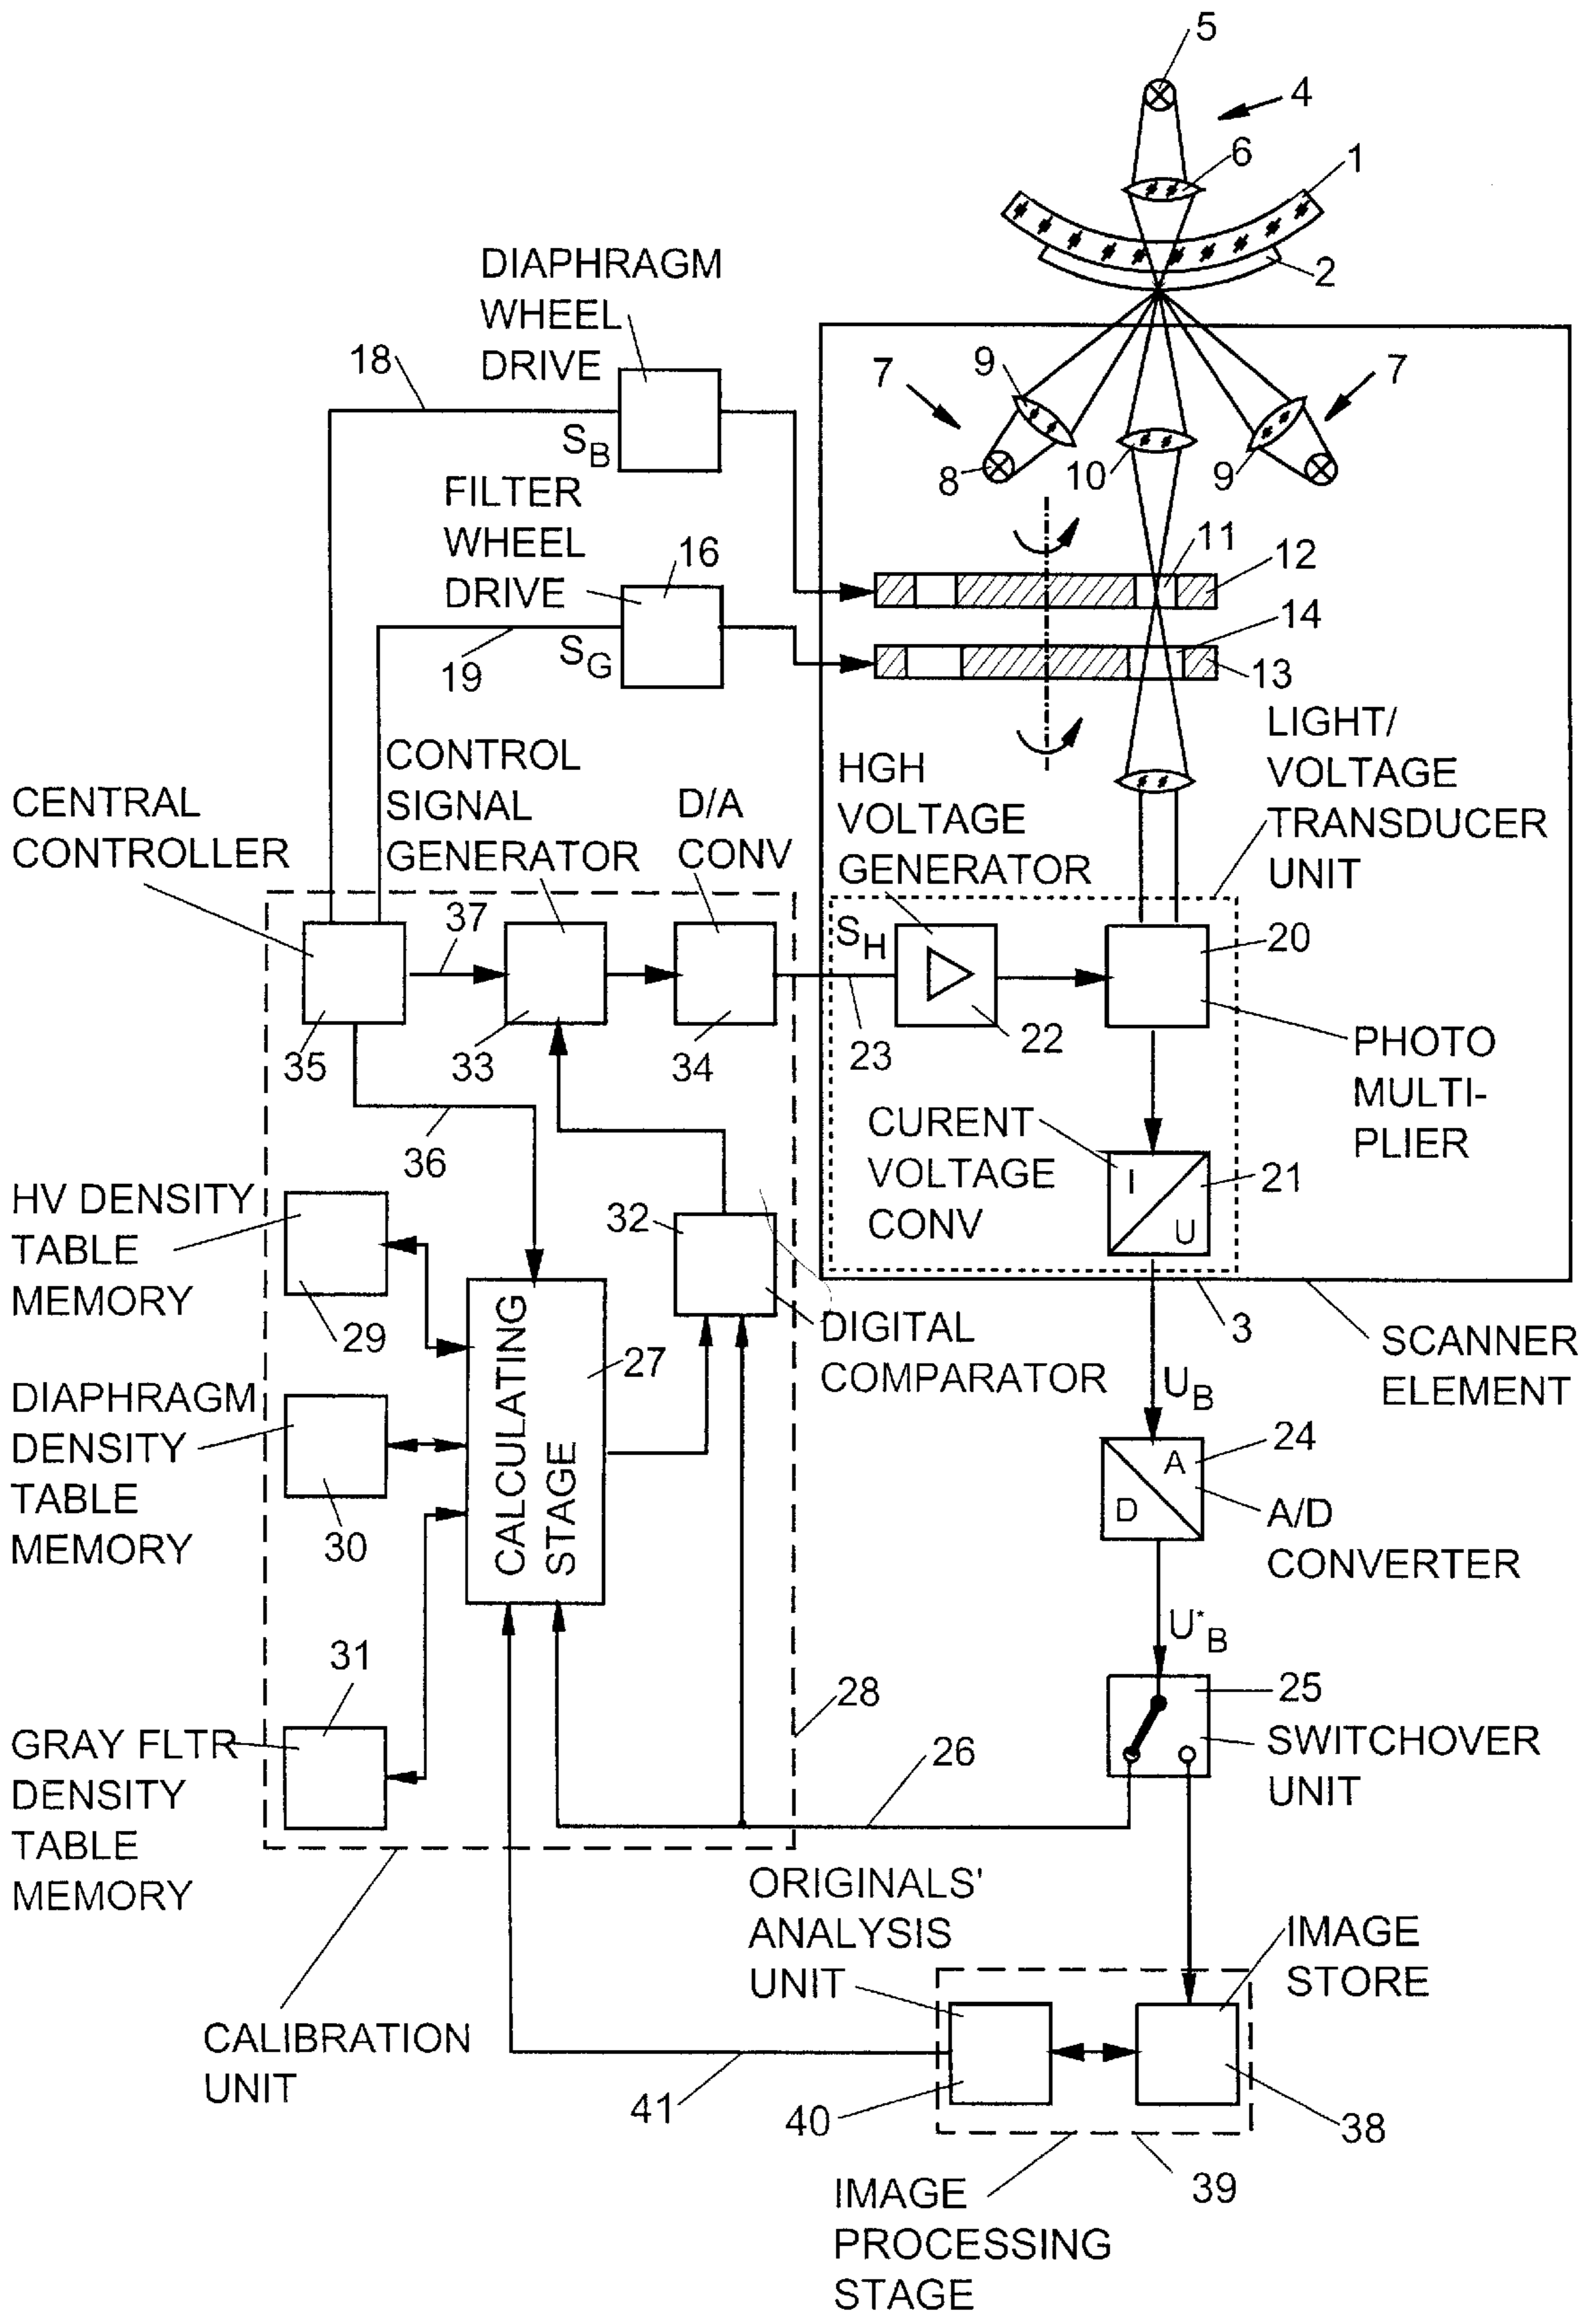 5
4
6
1
2
DIAPHRAGM
WHEEL
DRIVE
18
S_B
7
9
7
8
10
9
FILTER
WHEEL
DRIVE
16
11
12
14
13
19
S_G
CONTROL
SIGNAL
GENERATOR
D/A
CONV
HGH
VOLTAGE
GENERATOR
LIGHT/
VOLTAGE
TRANSDUCER
UNIT
CENTRAL
CONTROLLER
37
S_H
20
35
33
34
23
22
PHOTO
MULTI-
PLIER
36
CURENT
VOLTAGE
CONV
I
U
21
HV DENSITY
TABLE
MEMORY
29
32
DIGITAL
COMPARATOR
3
SCANNER
ELEMENT
CALCULATING
STAGE
27
DIAPHRAGM
DENSITY
TABLE
MEMORY
30
U_B
24
A
D
A/D
CONVERTER
U*_B
31
GRAY FLTR
DENSITY
TABLE
MEMORY
28
26
25
SWITCHOVER
UNIT
CALIBRATION
UNIT
ORIGINALS'
ANALYSIS
UNIT
IMAGE
STORE
41
40
38
39
IMAGE
PROCESSING
STAGE